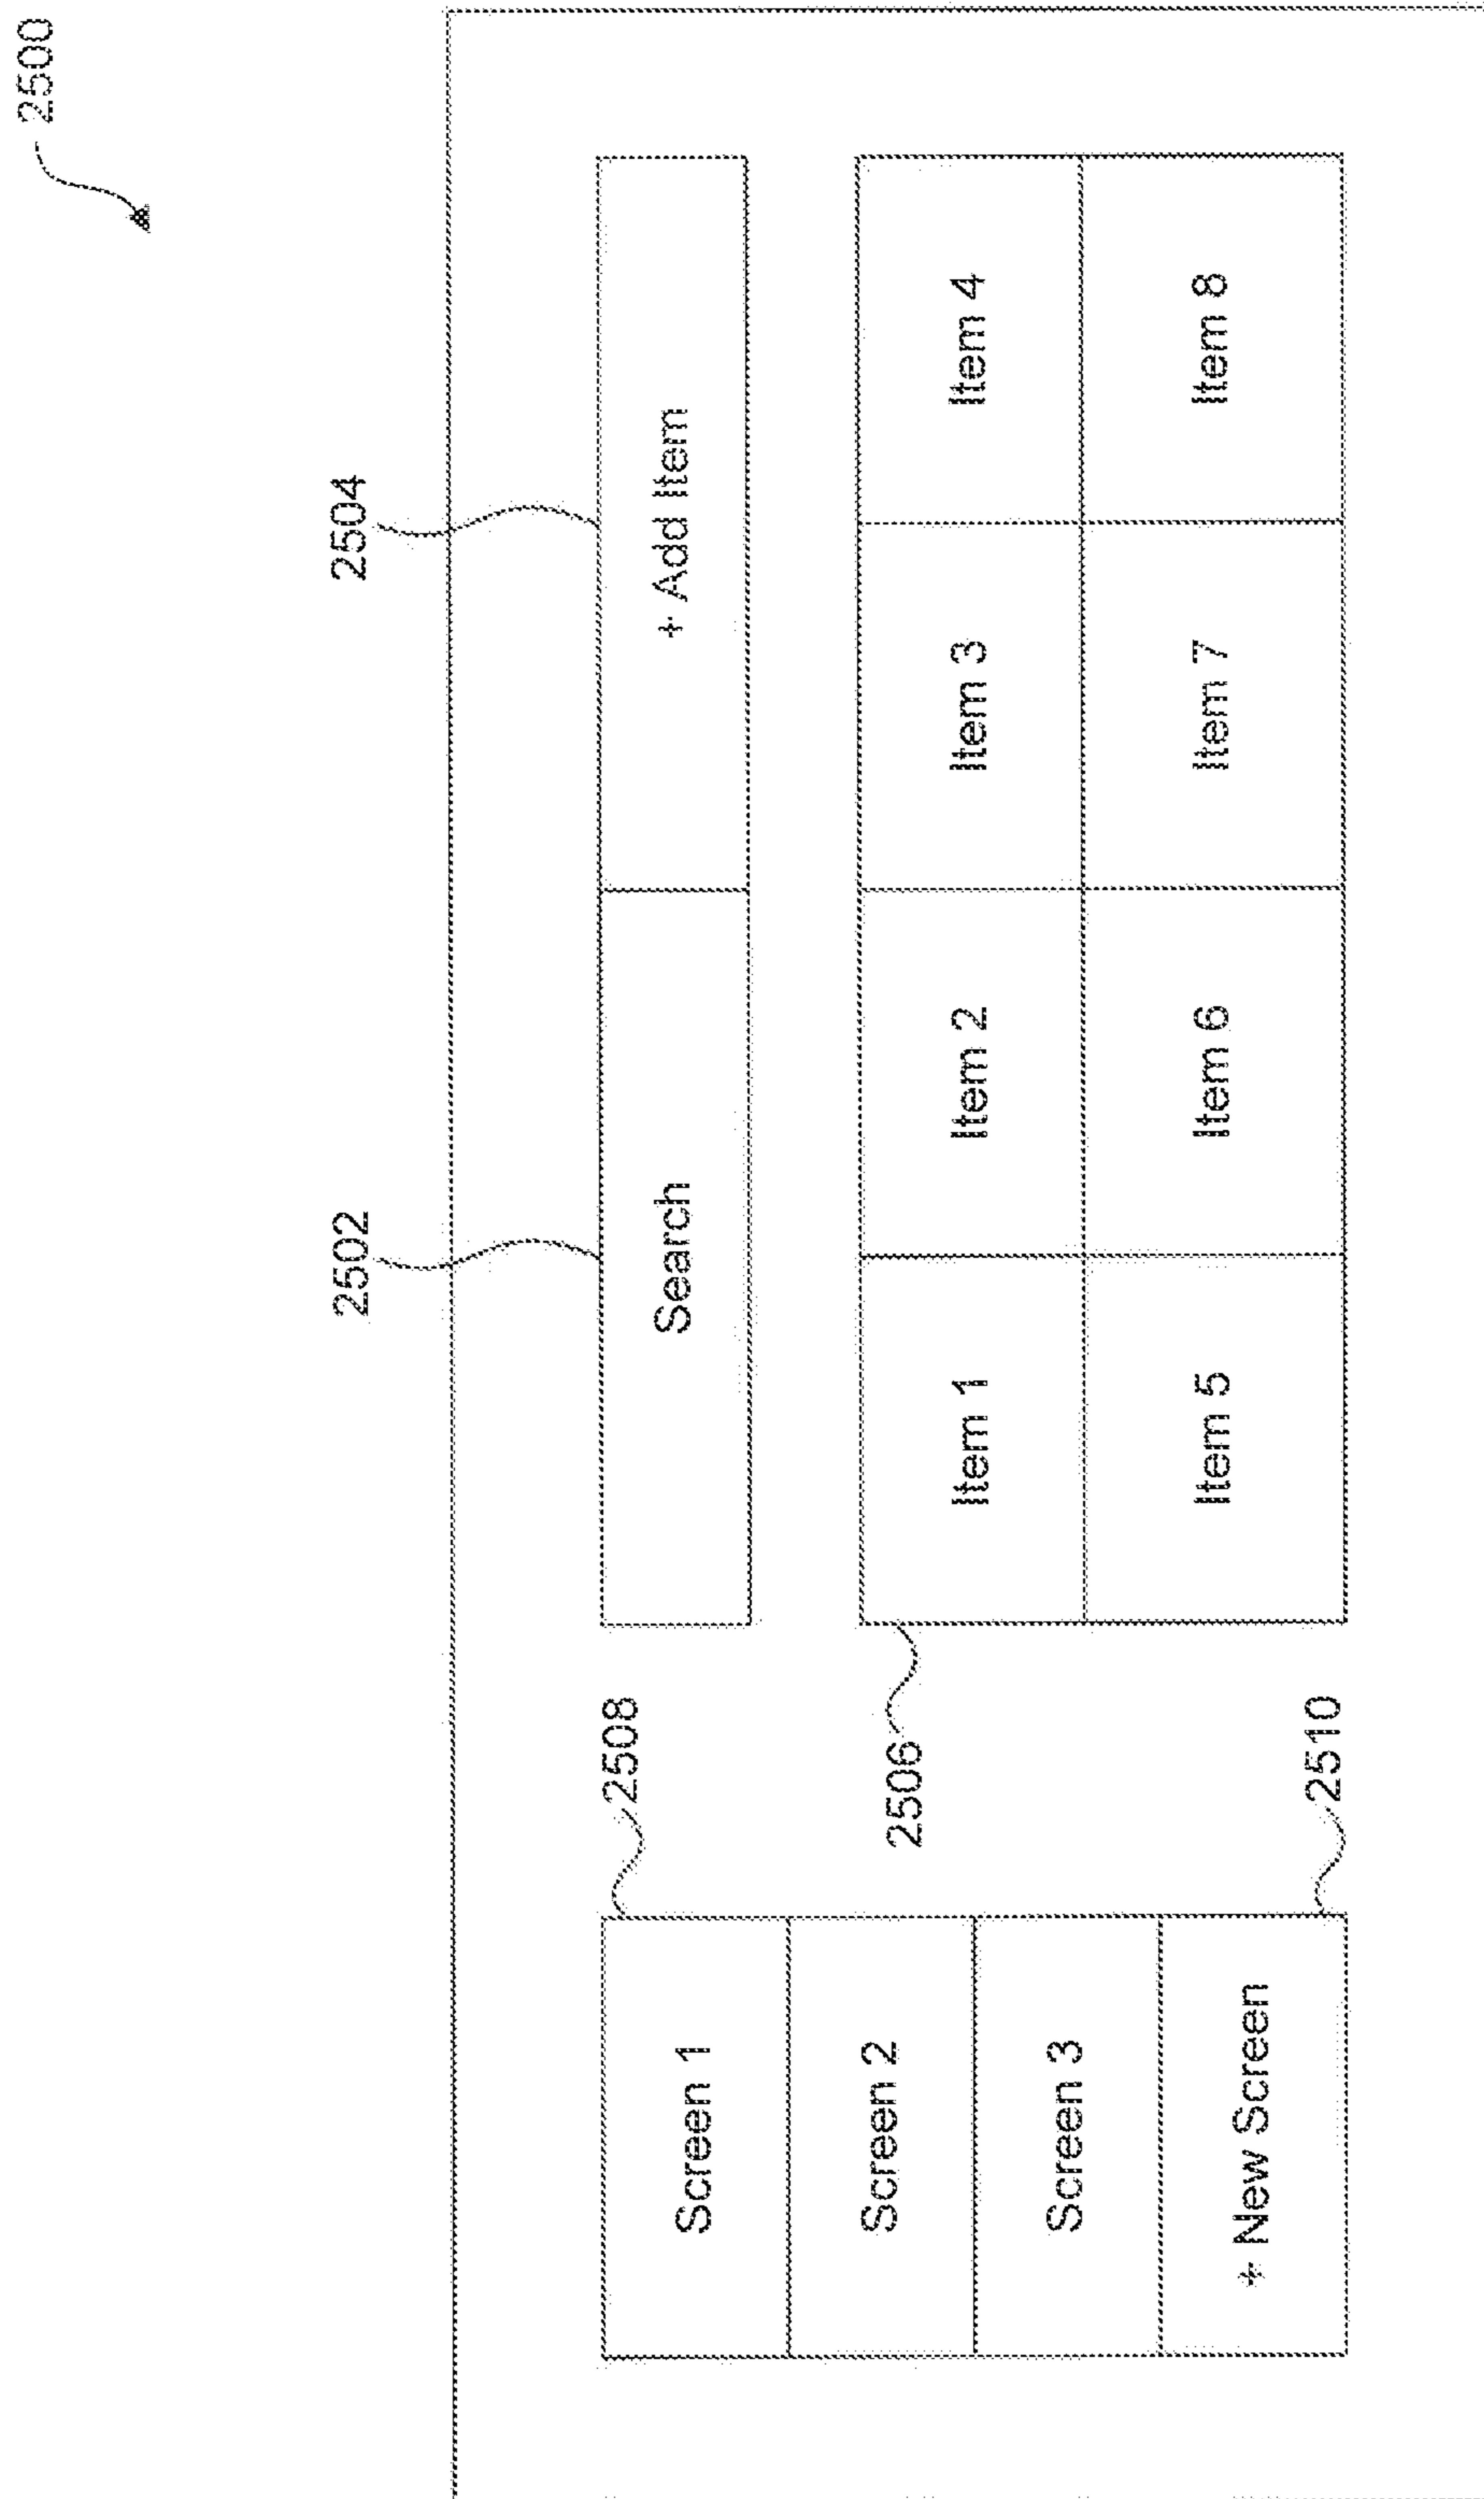 2500
2502
2504
Search
+ Add Item
2508
Screen 1
Screen 2
Screen 3
+ New Screen
2510
2506
Item 1
Item 2
Item 3
Item 4
Item 5
Item 6
Item 7
Item 8